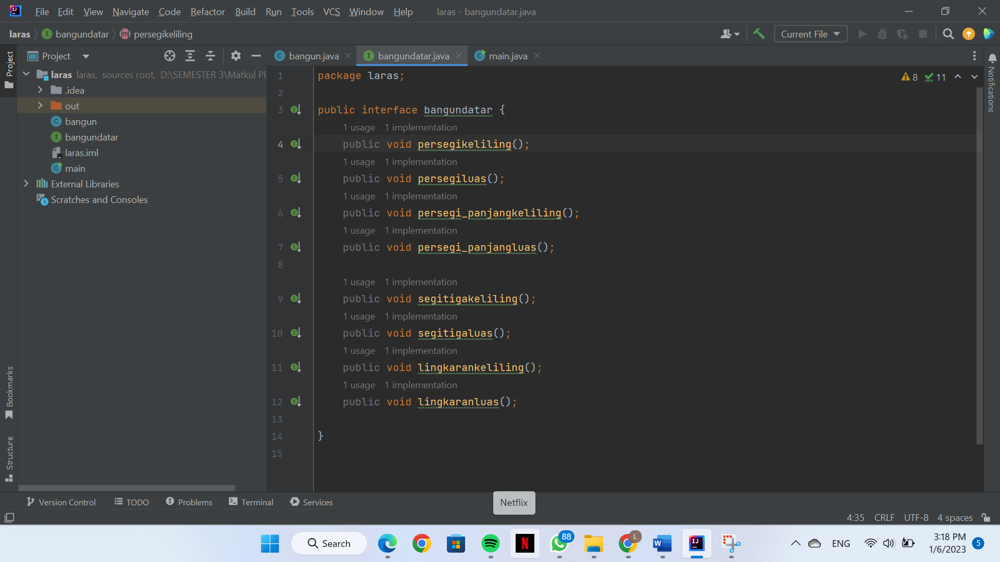 File Edit View Navigate Code Refactor Build Run Tools VCS Window Help laras - bangundatar.java
laras bangundatar persegikeliling Current File
Project
bangun.java bangundatar.java main.java
Project
laras laras, sources root, D:\SEMESTER 3\Matkul PE
.idea
out
bangun
bangundatar
laras.iml
main
External Libraries
Scratches and Consoles
Bookmarks
Structure
8 11
1 package laras;
2
3 public interface bangundatar {
1 usage 1 implementation
4 public void persegikeliling();
1 usage 1 implementation
5 public void persegiluas();
1 usage 1 implementation
6 public void persegi_panjangkeliling();
1 usage 1 implementation
7 public void persegi_panjangluas();
8
1 usage 1 implementation
9 public void segitigakeliling();
1 usage 1 implementation
10 public void segitigaluas();
1 usage 1 implementation
11 public void lingkarankeliling();
1 usage 1 implementation
12 public void lingkaranluas();
13
14 }
15
Notifications
Version Control TODO Problems Terminal Services
Netflix
4:35 CRLF UTF-8 4 spaces
Search 88 L ENG 3:18 PM
1/6/2023 5